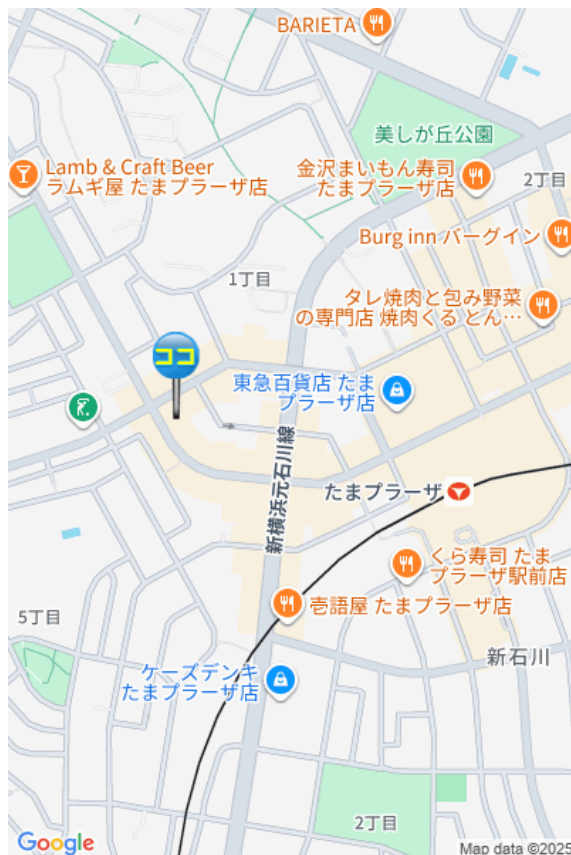 BARIETA
美しが丘公園
Lamb & Craft Beer
ラムギ屋 たまプラーザ店
金沢まいもん寿司
たまプラーザ店
2丁目
Burg inn バーグイン
1丁目
タレ焼肉と包み野菜
の専門店 焼肉くる とん…
ココ
東急百貨店 たま
プラーザ店
新横浜元石川線
たまプラーザ
くら寿司 たま
プラーザ駅前店
壱語屋 たまプラーザ店
5丁目
新石川
ケーズデンキ
たまプラーザ店
2丁目
Google
Map data ©2025